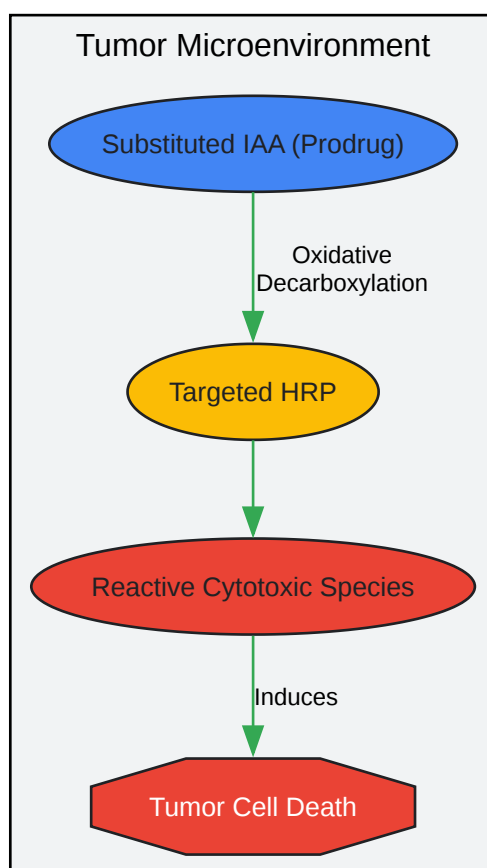 Tumor Microenvironment
Substituted IAA (Prodrug)
Oxidative
Decarboxylation
Targeted HRP
Reactive Cytotoxic Species
Induces
Tumor Cell Death